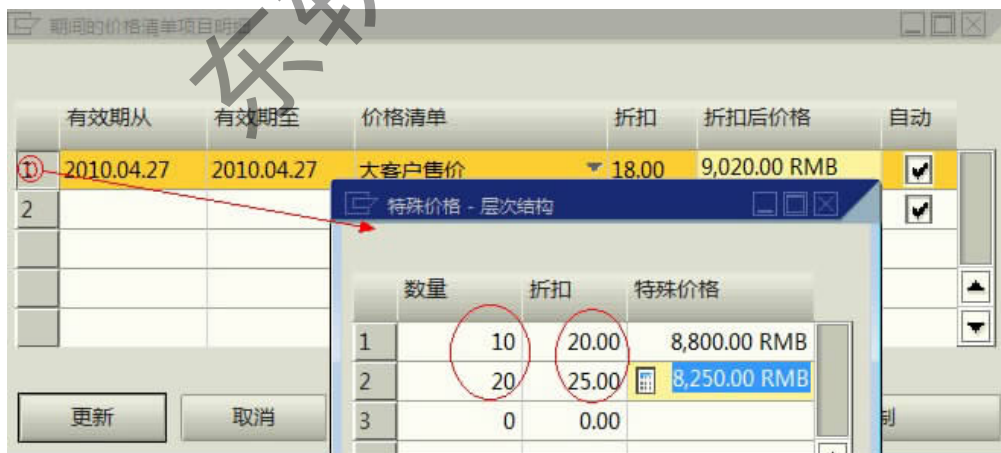 期间的价格清单项目明细
有效期从 有效期至 价格清单 折扣 折扣后价格 自动
1 2010.04.27 2010.04.27 大客户售价 18.00 9,020.00 RMB
2
特殊价格 - 层次结构
数量 折扣 特殊价格
1 10 20.00 8,800.00 RMB
2 20 25.00 8,250.00 RMB
3 0 0.00
更新 取消 制
东软